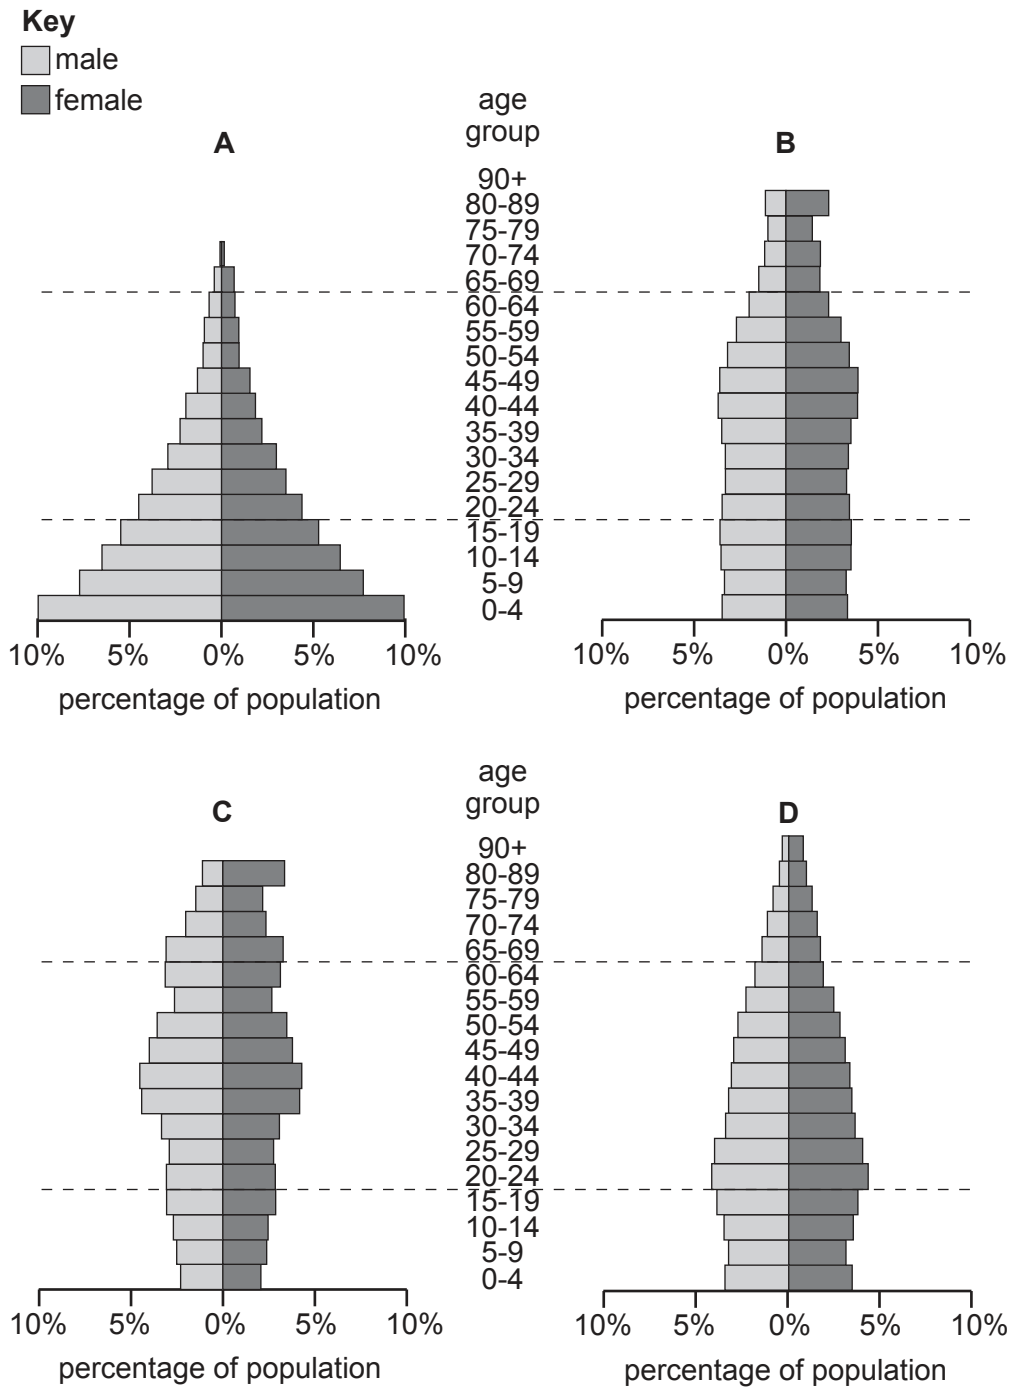 Key
male
female
age
group
A
B
90+
80-89
75-79
70-74
65-69
60-64
55-59
50-54
45-49
40-44
35-39
30-34
25-29
20-24
15-19
10-14
5-9
0-4
10% 5% 0% 5% 10%
10% 5% 0% 5% 10%
percentage of population
percentage of population
age
group
C
D
90+
80-89
75-79
70-74
65-69
60-64
55-59
50-54
45-49
40-44
35-39
30-34
25-29
20-24
15-19
10-14
5-9
0-4
10% 5% 0% 5% 10%
10% 5% 0% 5% 10%
percentage of population
percentage of population